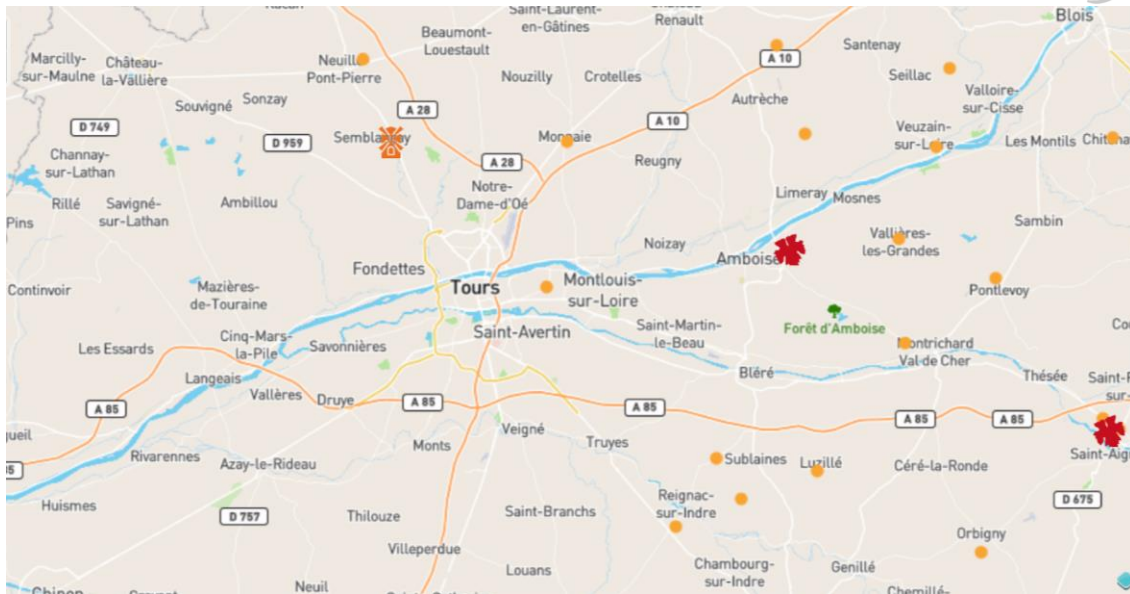 Saint-Laurent-
en-Gâtines
Renault
Blois
Beaumont-
Louestault
Marcilly-
sur-Maulne
Château-
la-Vallière
Neuillé
Pont-Pierre
A 10
Santenay
Nouzilly
Crotelles
Seillac
Souvigné
Sonzay
A 28
Autrèche
Valloire-
sur-Cisse
D 749
D 959
Semblançay
A 10
Monnaie
Veuzain-
sur-Loire
Les Montils
Channay-
sur-Lathan
A 28
Reugny
Notre-
Dame-d'Oé
Limeray
Mosnes
Rillé
Savigné-
sur-Lathan
Ambillou
Pins
Sambin
Vallières-
les-Grandes
Noizay
Amboise
Fondettes
Continvoir
Mazières-
de-Touraine
Tours
Montlouis-
sur-Loire
Pontlevoy
Forêt d'Amboise
Cinq-Mars-
la-Pile
Saint-Avertin
Saint-Martin-
le-Beau
Les Essards
Savonnières
Montrichard
Val de Cher
Bléré
Thésée
Langeais
Vallères
Druye
A 85
A 85
A 85
A 85
A 85
Veigné
Truyes
Monts
Rivarennes
Azay-le-Rideau
Sublaines
Luzillé
Céré-la-Ronde
Huismes
D 757
Thilouze
Saint-Branchs
Reignac-
sur-Indre
D 675
Orbigny
Villeperdue
Louans
Chambourg-
sur-Indre
Genillé
Neuil
Chemillé-